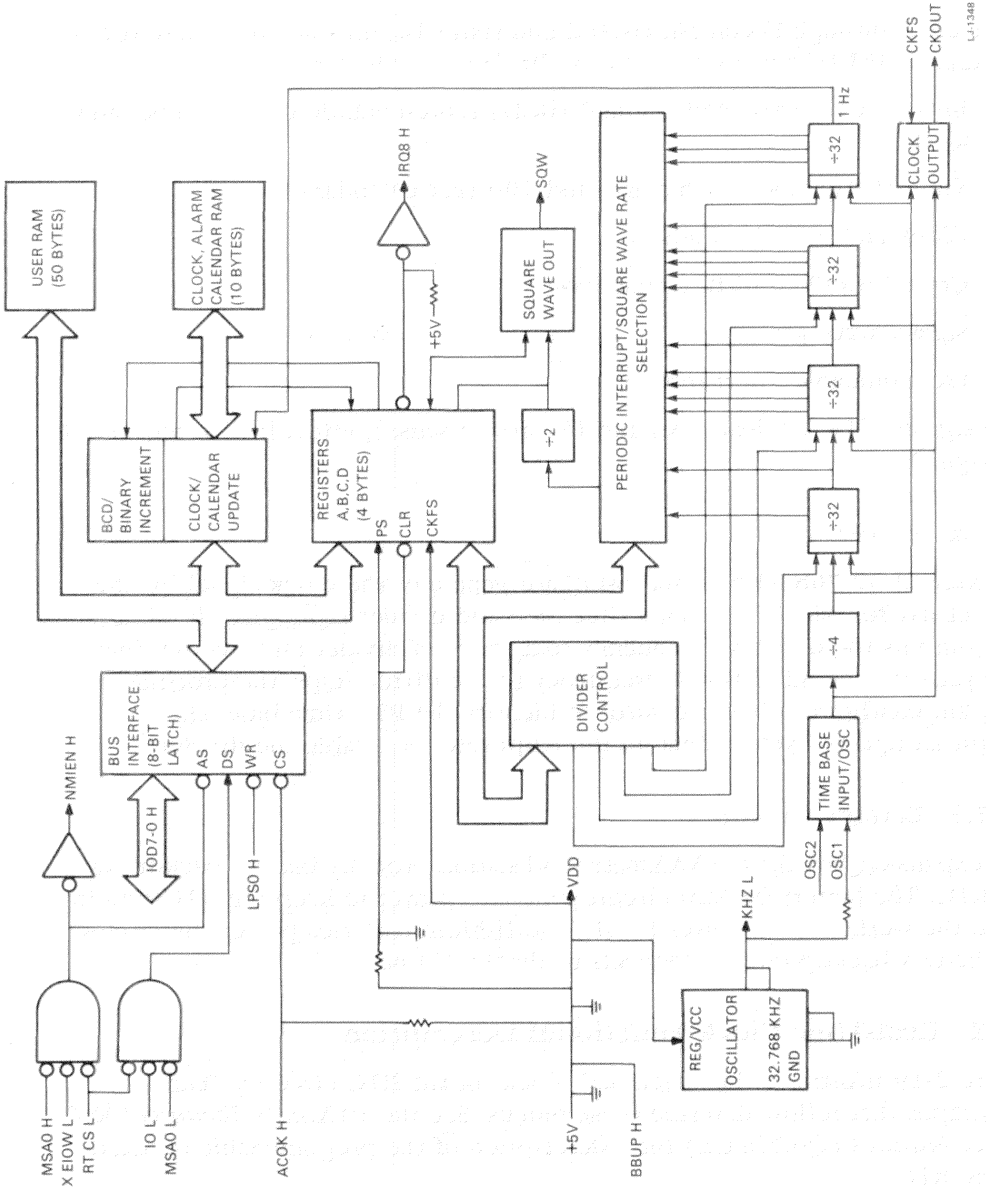 MSA0 H
X EIOW L
RT CS L
IO L
MSA0 L
NMIEN H
IOD7-0 H
LPS0 H
ACOK H
BUS
INTERFACE
(8-BIT
LATCH)
AS
DS
WR
CS
USER RAM
(50 BYTES)
BCD/
BINARY
INCREMENT
CLOCK/
CALENDAR
UPDATE
CLOCK, ALARM
CALENDAR RAM
(10 BYTES)
REGISTERS
A,B,C,D
(4 BYTES)
PS
CLR
CKFS
IRQ8 H
+5V
SQUARE
WAVE OUT
SQW
÷2
PERIODIC INTERRUPT/SQUARE WAVE RATE
SELECTION
DIVIDER
CONTROL
+5V
BBUP H
VDD
REG/VCC
OSCILLATOR
32.768 KHZ
GND
KHZ L
OSC2
OSC1
TIME BASE
INPUT/OSC
÷4
÷32
÷32
÷32
÷32
1 Hz
CLOCK
OUTPUT
CKFS
CKOUT
LJ-1348